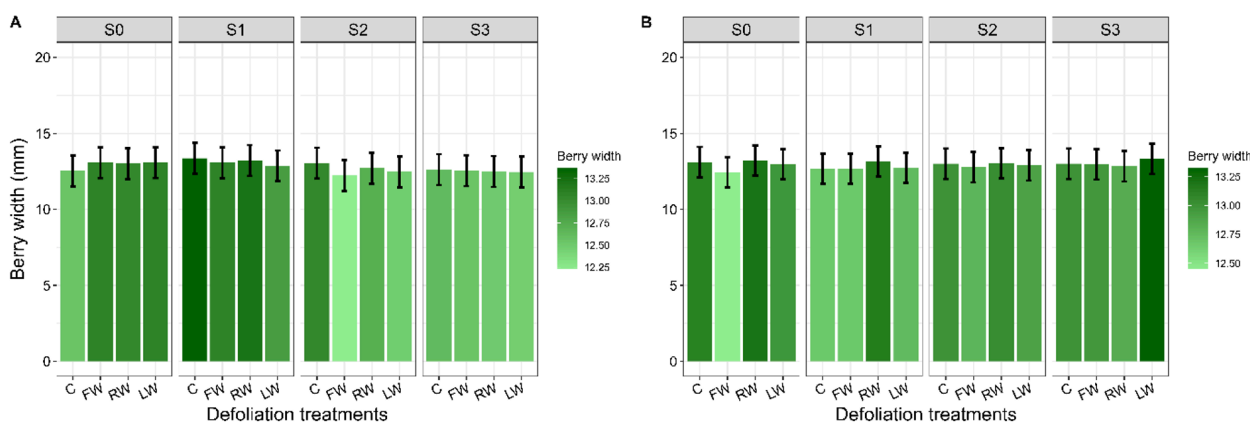 A
S0 S1 S2 S3
20
15
10
5
0
Berry width (mm)
C FW RW LW C FW RW LW C FW RW LW C FW RW LW
Defoliation treatments
Berry width
13.25
13.00
12.75
12.50
12.25
B
S0 S1 S2 S3
20
15
10
5
0
Berry width (mm)
C FW RW LW C FW RW LW C FW RW LW C FW RW LW
Defoliation treatments
Berry width
13.25
13.00
12.75
12.50